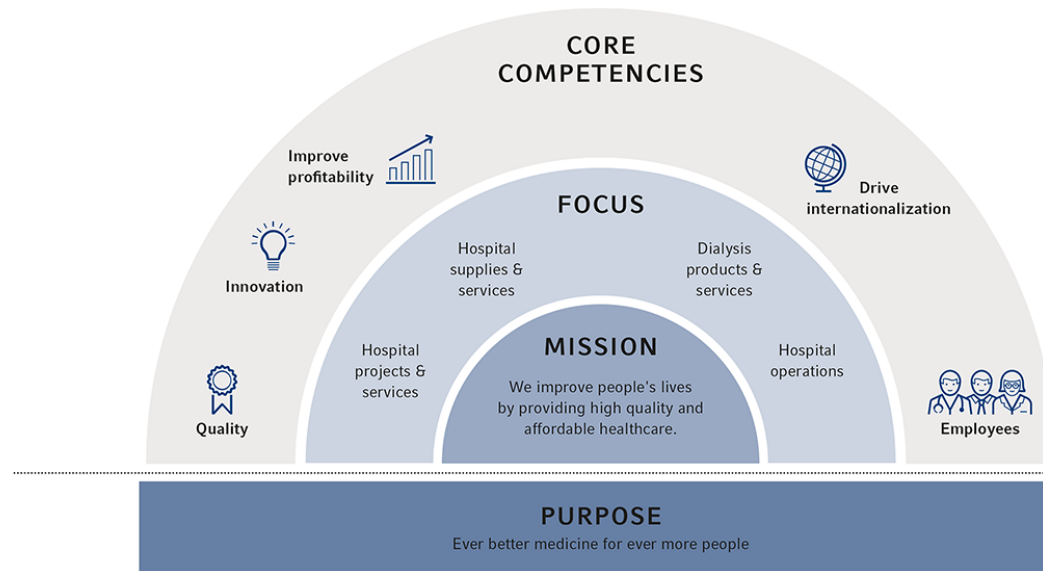 CORE
COMPETENCIES
Improve
profitability
Drive
internationalization
Innovation
Quality
Employees
FOCUS
Hospital
supplies &
services
Dialysis
products &
services
Hospital
projects &
services
Hospital
operations
MISSION
We improve people's lives
by providing high quality and
affordable healthcare.
PURPOSE
Ever better medicine for ever more people